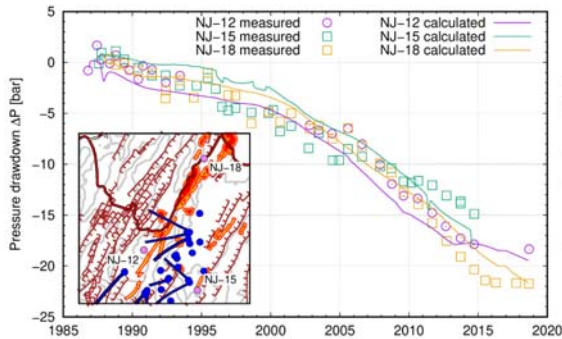 5
0
-5
-10
-15
-20
-25
Pressure drawdown ΔP [bar]
NJ-12 measured
NJ-15 measured
NJ-18 measured
NJ-12 calculated
NJ-15 calculated
NJ-18 calculated
NJ-18
NJ-12
NJ-15
1985 1990 1995 2000 2005 2010 2015 2020